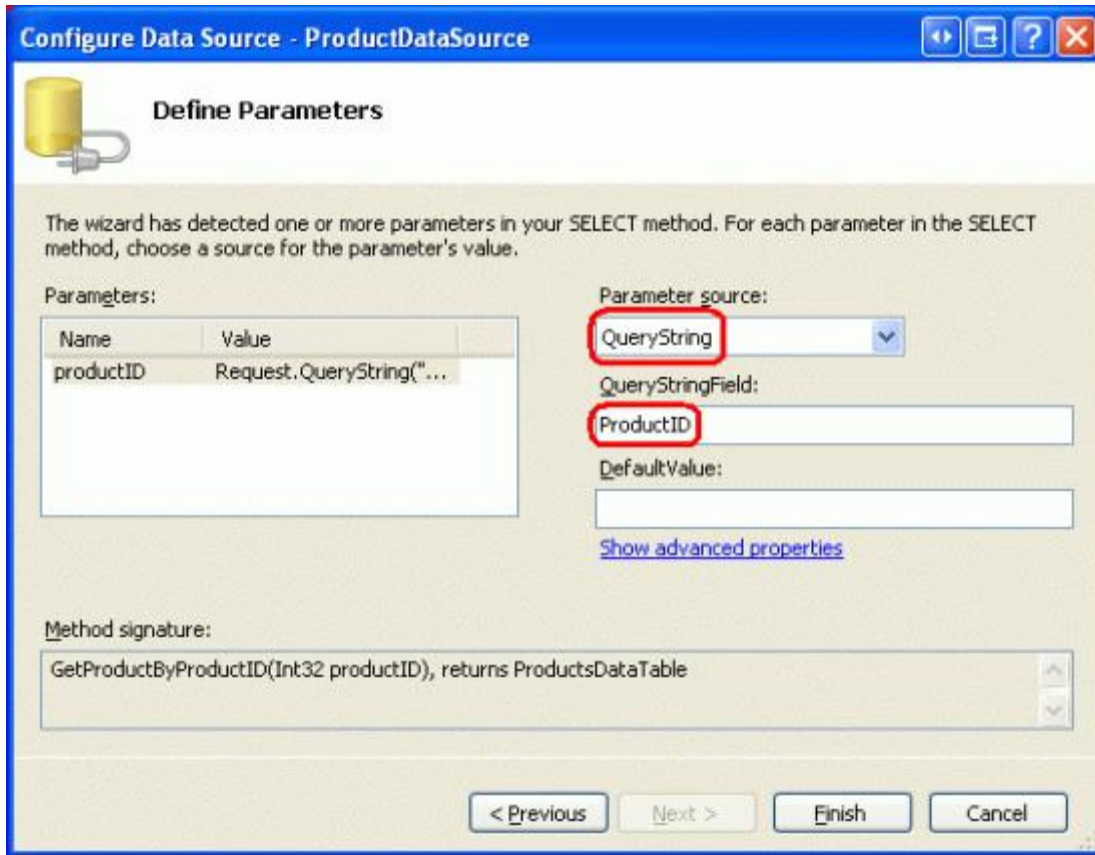 Configure Data Source - ProductDataSource
Define Parameters
The wizard has detected one or more parameters in your SELECT method. For each parameter in the SELECT
method, choose a source for the parameter's value.
Parameters:
Name Value
productID Request.QueryString("...
Parameter source:
QueryString
QueryStringField:
ProductID
DefaultValue:
Show advanced properties
Method signature:
GetProductByProductID(Int32 productID), returns ProductsDataTable
< Previous Next > Finish Cancel